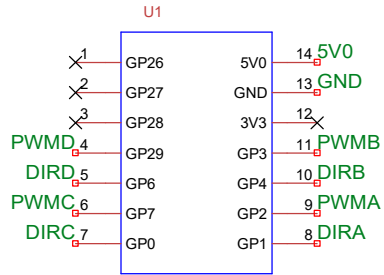 U1
1 GP26 5V0 14 5V0
2 GP27 GND 13 GND
3 GP28 3V3 12
PWMD 4 GP29 GP3 11 PWMB
DIRD 5 GP6 GP4 10 DIRB
PWMC 6 GP7 GP2 9 PWMA
DIRC 7 GP0 GP1 8 DIRA